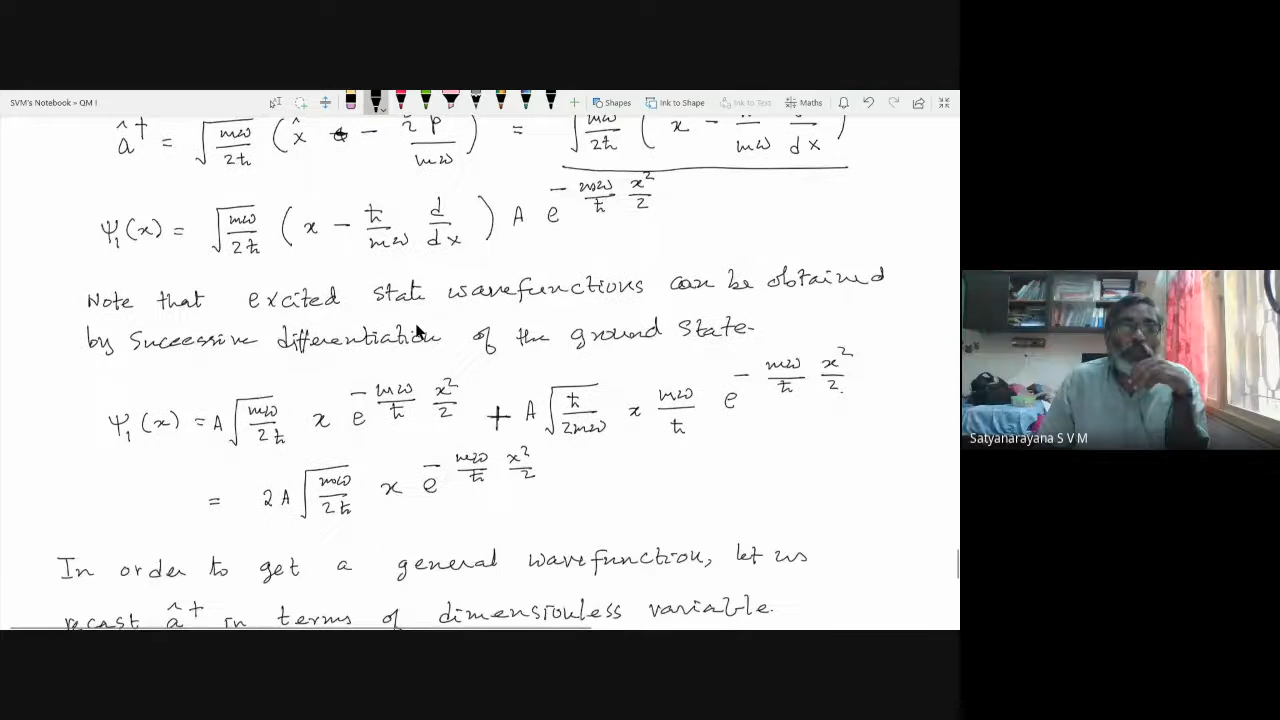 SVM's Notebook » QM I
Shapes Ink to Shape Ink to Text Maths
â† = √(mω/2ħ) (x̂ - ip/mω) = √(mω/2ħ) (x - ħ/mω d/dx)
ψ₁(x) = √(mω/2ħ) (x - ħ/mω d/dx) A e^(-mω/ħ x²/2)
Note that excited state wavefunctions can be obtained
by successive differentiation of the ground state.
ψ₁(x) = A √(mω/2ħ) x e^(-mω/ħ x²/2) + A √(ħ/2mω) x mω/ħ e^(-mω/ħ x²/2)
= 2A √(mω/2ħ) x e^(-mω/ħ x²/2)
In order to get a general wavefunction, let us
recast â† in terms of dimensionless variable.
Satyanarayana S V M